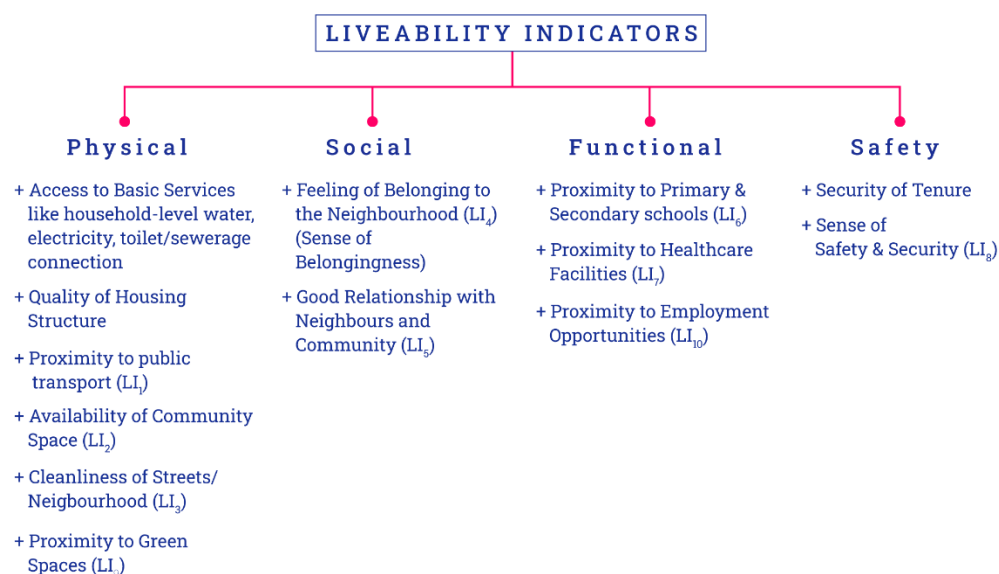 LIVEABILITY INDICATORS
Physical
+ Access to Basic Services
like household-level water,
electricity, toilet/sewerage
connection
+ Quality of Housing
Structure
+ Proximity to public
transport (LI₁)
+ Availability of Community
Space (LI₂)
+ Cleanliness of Streets/
Neigbourhood (LI₃)
+ Proximity to Green
Spaces (LI
Social
+ Feeling of Belonging to
the Neighbourhood (LI₄)
(Sense of
Belongingness)
+ Good Relationship with
Neighbours and
Community (LI₅)
Functional
+ Proximity to Primary &
Secondary schools (LI₆)
+ Proximity to Healthcare
Facilities (LI₇)
+ Proximity to Employment
Opportunities (LI₁₀)
Safety
+ Security of Tenure
+ Sense of
Safety & Security (LI₈)